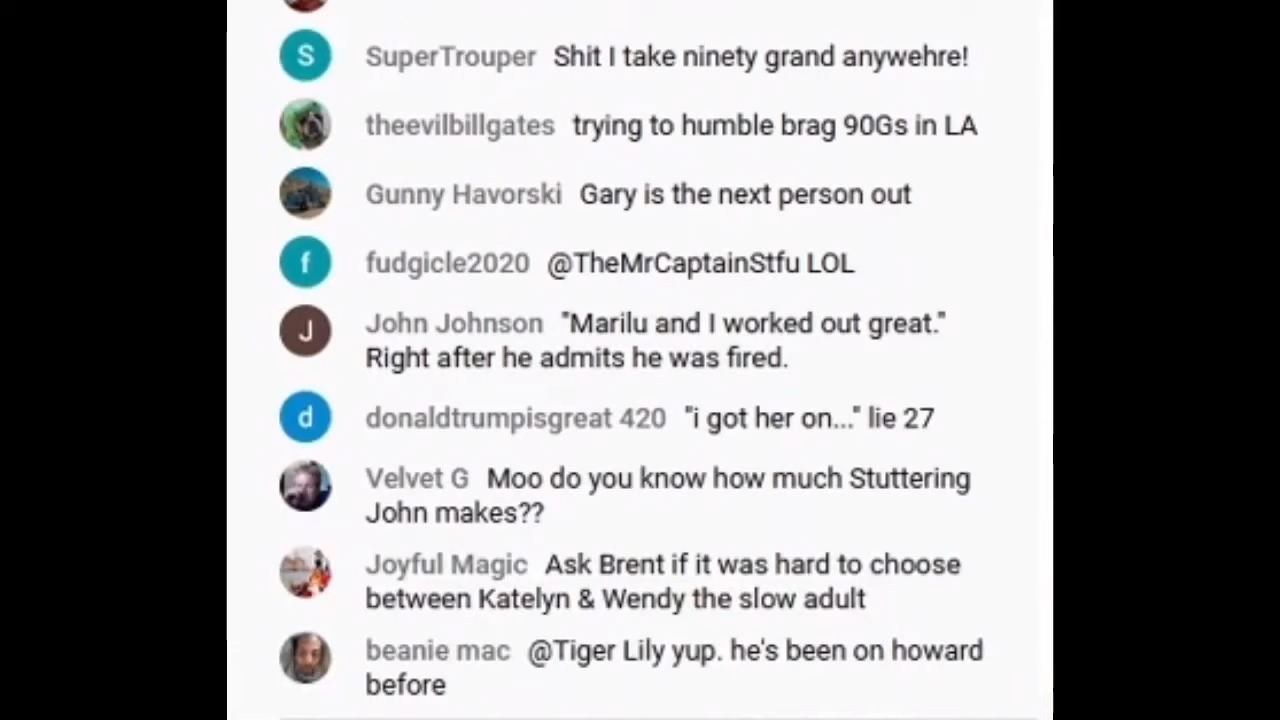 S SuperTrouper Shit I take ninety grand anywehre!
theevilbillgates trying to humble brag 90Gs in LA
Gunny Havorski Gary is the next person out
f fudgicle2020 @TheMrCaptainStfu LOL
J John Johnson "Marilu and I worked out great."
Right after he admits he was fired.
d donaldtrumpisgreat 420 "i got her on..." lie 27
Velvet G Moo do you know how much Stuttering
John makes??
Joyful Magic Ask Brent if it was hard to choose
between Katelyn & Wendy the slow adult
beanie mac @Tiger Lily yup. he's been on howard
before